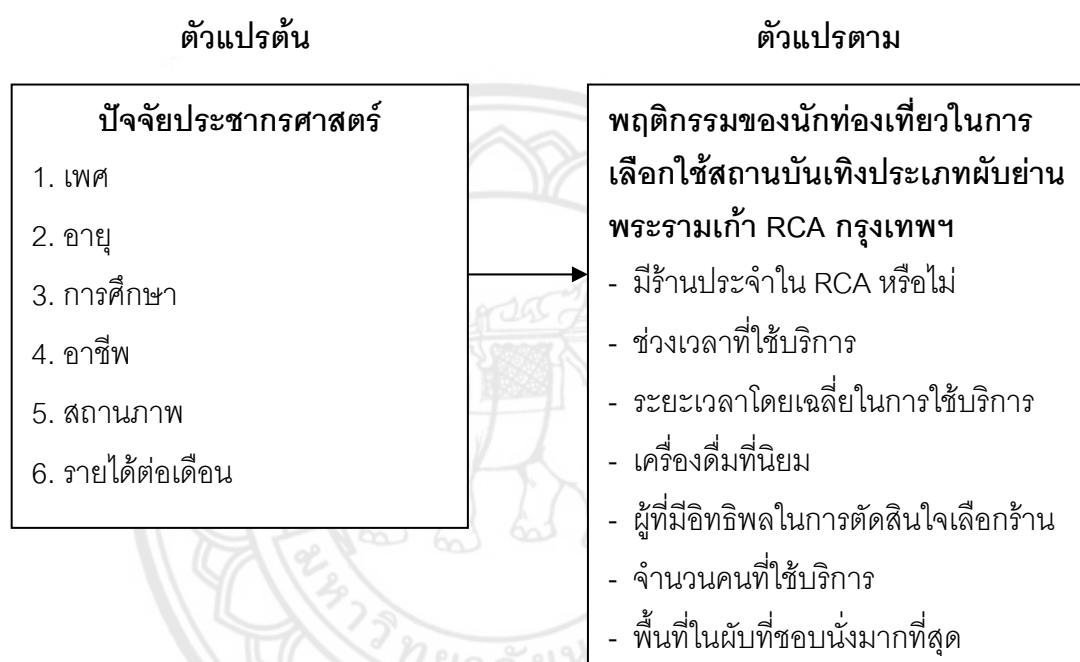 ตัวแปรต้น
ตัวแปรตาม
ปัจจัยประชากรศาสตร์
1. เพศ
2. อายุ
3. การศึกษา
4. อาชีพ
5. สถานภาพ
6. รายได้ต่อเดือน
พฤติกรรมของนักท่องเที่ยวในการ
เลือกใช้สถานบันเทิงประเภทผับย่าน
พระรามเก้า RCA กรุงเทพฯ
- มีร้านประจำใน RCA หรือไม่
- ช่วงเวลาที่ใช้บริการ
- ระยะเวลาโดยเฉลี่ยในการใช้บริการ
- เครื่องดื่มที่นิยม
- ผู้ที่มีอิทธิพลในการตัดสินใจเลือกร้าน
- จำนวนคนที่ใช้บริการ
- พื้นที่ในผับที่ชอบนั่งมากที่สุด